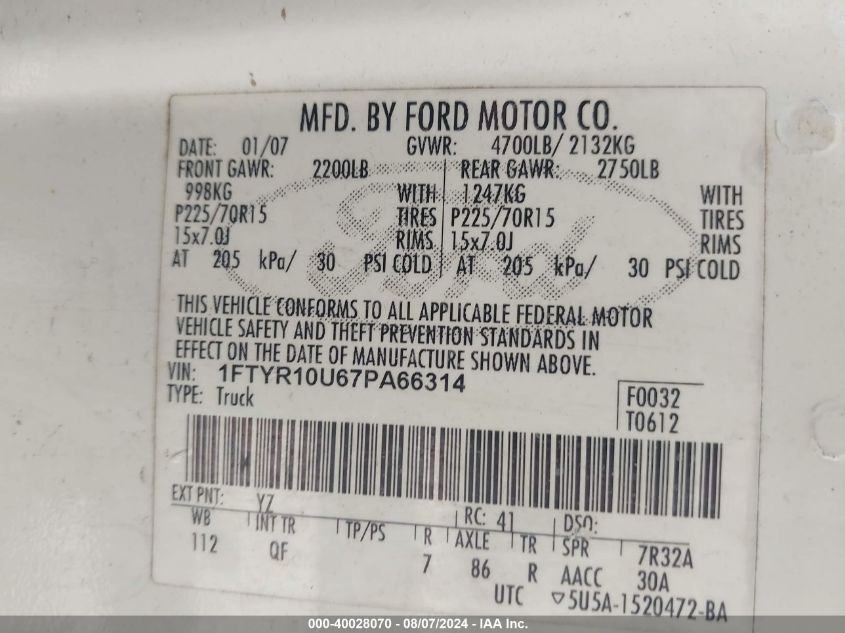 MFD. BY FORD MOTOR CO.
DATE: 01/07 GVWR: 4700LB/ 2132KG
FRONT GAWR: 2200LB REAR GAWR: 2750LB
998KG WITH 1247KG WITH
P225/70R15 TIRES P225/70R15 TIRES
15x7.0J RIMS 15x7.0J RIMS
AT 205 kPa/ 30 PSI COLD AT 205 kPa/ 30 PSI COLD
Ford
THIS VEHICLE CONFORMS TO ALL APPLICABLE FEDERAL MOTOR
VEHICLE SAFETY AND THEFT PREVENTION STANDARDS IN
EFFECT ON THE DATE OF MANUFACTURE SHOWN ABOVE.
VIN: 1FTYR10U67PA66314
TYPE: Truck F0032
T0612
EXT PNT: YZ RC: 41 DSO:
WB INT TR TP/PS R AXLE TR SPR 7R32A
112 QF 7 86 R AACC 30A
UTC ▽5U5A-1520472-BA
000-40028070 - 08/07/2024 - IAAI Inc.